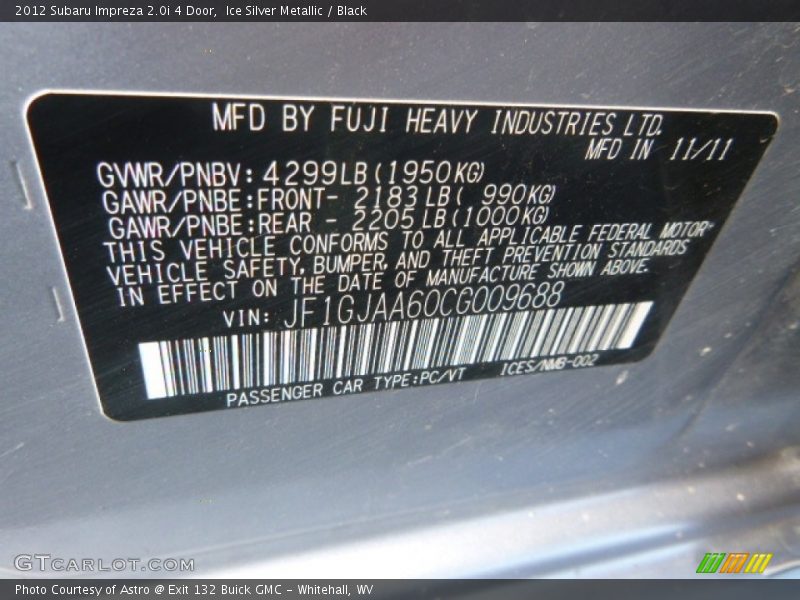 2012 Subaru Impreza 2.0i 4 Door,  Ice Silver Metallic / Black
MFD BY FUJI HEAVY INDUSTRIES LTD.
MFD IN 11/11
GVWR/PNBV: 4299LB (1950KG)
GAWR/PNBE:FRONT- 2183 LB ( 990KG)
GAWR/PNBE:REAR - 2205 LB (1000KG)
THIS VEHICLE CONFORMS TO ALL APPLICABLE FEDERAL MOTOR-
VEHICLE SAFETY, BUMPER, AND THEFT PREVENTION STANDARDS
IN EFFECT ON THE DATE OF MANUFACTURE SHOWN ABOVE.
VIN: JF1GJAA60CG009688
PASSENGER CAR TYPE:PC/VT ICES/NMB-002
GTCARLOT.COM
Photo Courtesy of Astro @ Exit 132 Buick GMC - Whitehall, WV